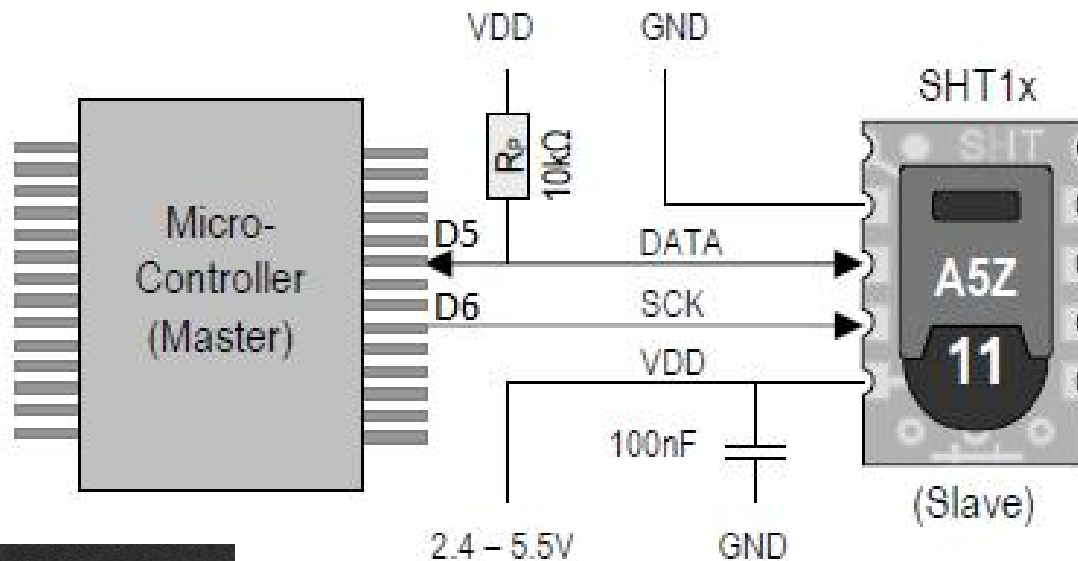 VDD
GND
SHT1x
Rp
10kΩ
SHT
Micro-
Controller
(Master)
D5
DATA
A5Z
D6
SCK
11
VDD
100nF
(Slave)
2.4 – 5.5V
GND